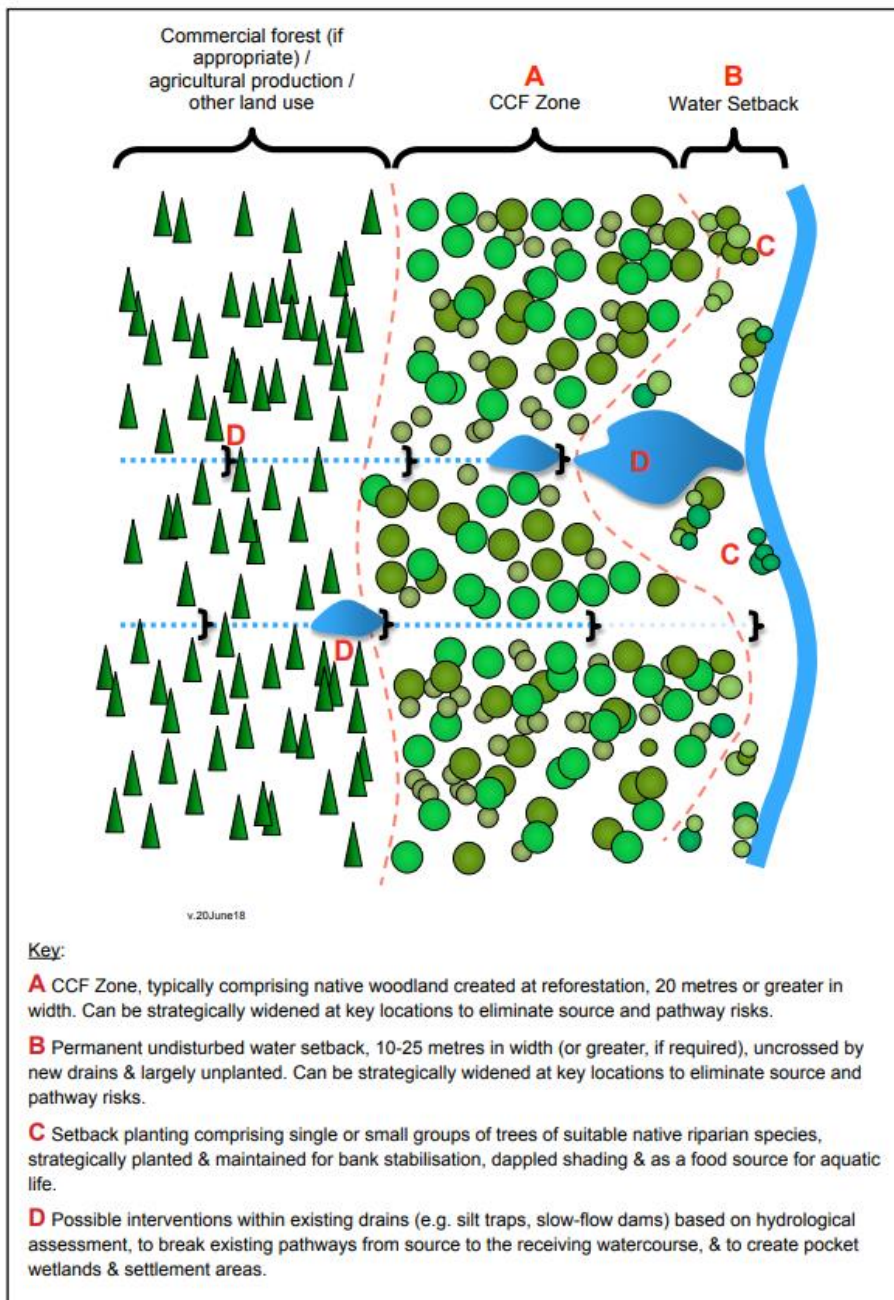 Commercial forest (if
appropriate) /
agricultural production /
other land use
A
CCF Zone
B
Water Setback
C
D
D
C
D
v.20June18
Key:
A CCF Zone, typically comprising native woodland created at reforestation, 20 metres or greater in
width. Can be strategically widened at key locations to eliminate source and pathway risks.
B Permanent undisturbed water setback, 10-25 metres in width (or greater, if required), uncrossed by
new drains & largely unplanted. Can be strategically widened at key locations to eliminate source and
pathway risks.
C Setback planting comprising single or small groups of trees of suitable native riparian species,
strategically planted & maintained for bank stabilisation, dappled shading & as a food source for aquatic
life.
D Possible interventions within existing drains (e.g. silt traps, slow-flow dams) based on hydrological
assessment, to break existing pathways from source to the receiving watercourse, & to create pocket
wetlands & settlement areas.